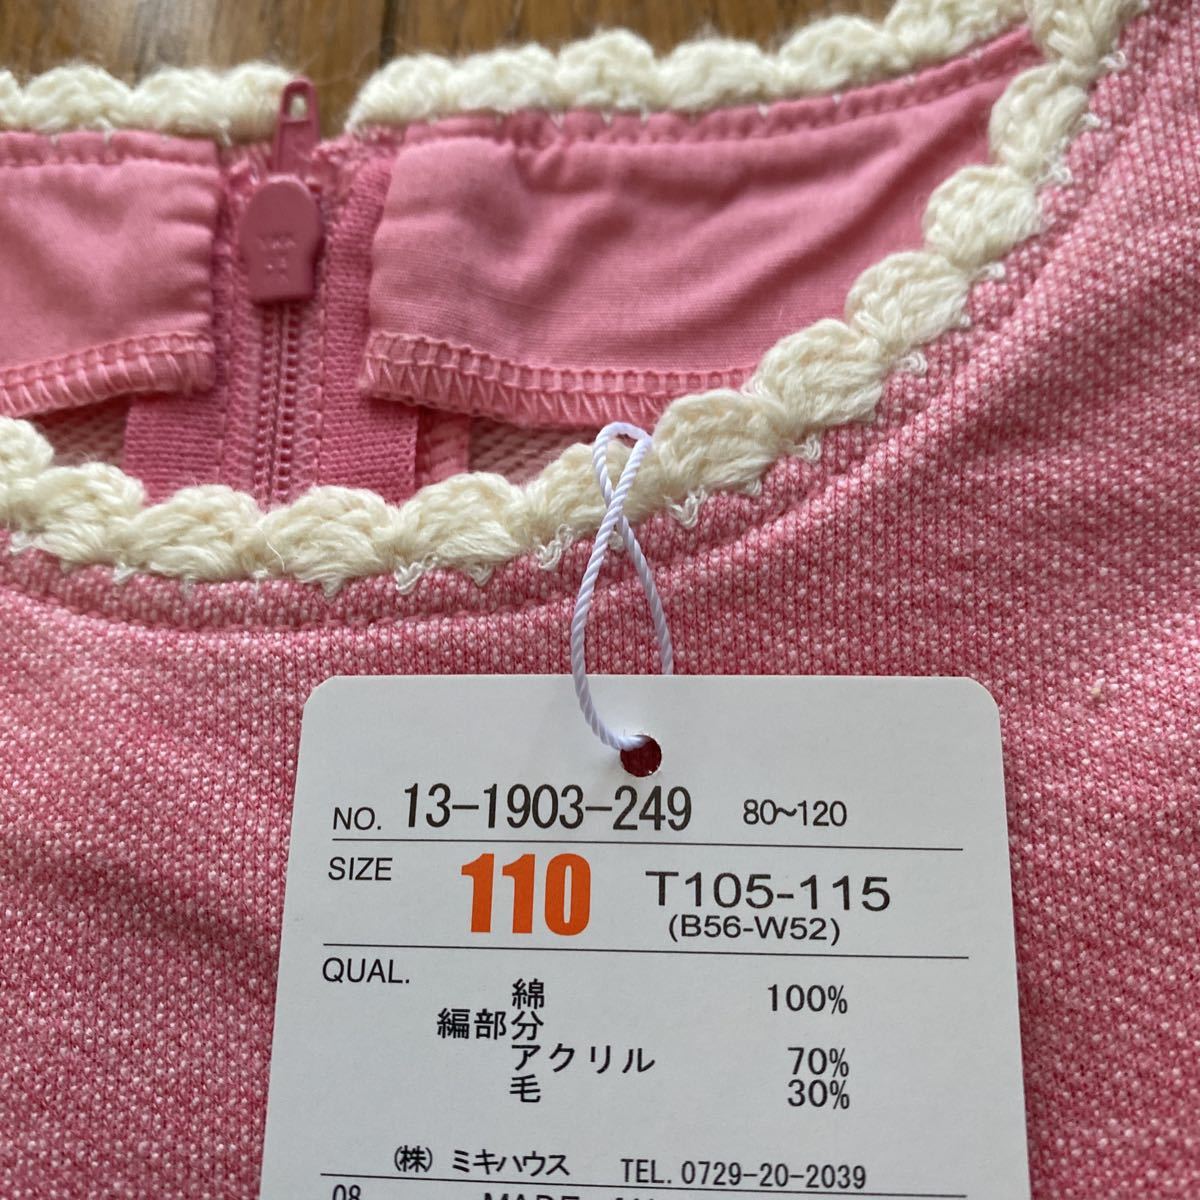 NO. 13-1903-249 80~120
SIZE 110 T105-115
(B56-W52)
QUAL.
綿 100%
編部分
アクリル 70%
毛 30%
(株) ミキハウス TEL. 0729-20-2039
08 MADE